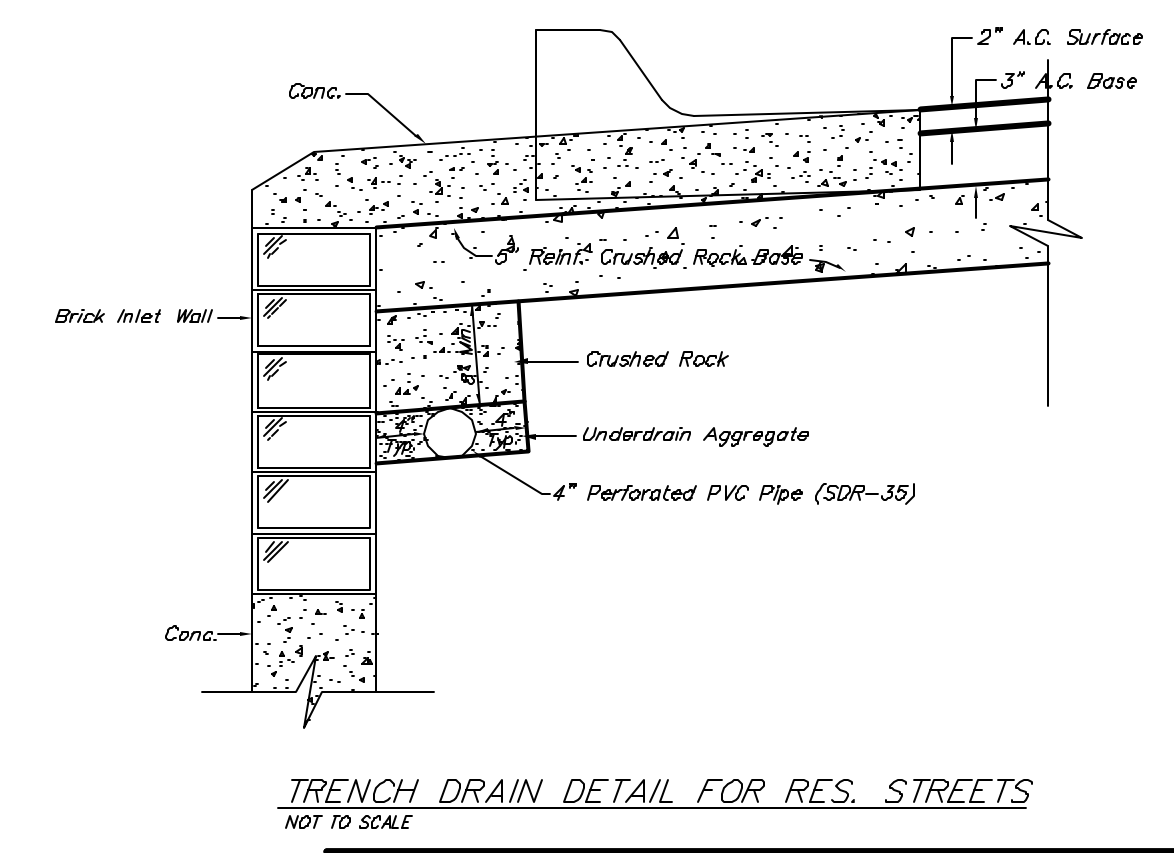 2" A.C. Surface
3" A.C. Base
Conc.
5" Reinf. Crushed Rock Base
Brick Inlet Wall
8" Min.
Crushed Rock
4" Typ.
4" Typ.
Underdrain Aggregate
4" Perforated PVC Pipe (SDR-35)
Conc.
TRENCH DRAIN DETAIL FOR RES. STREETS
NOT TO SCALE